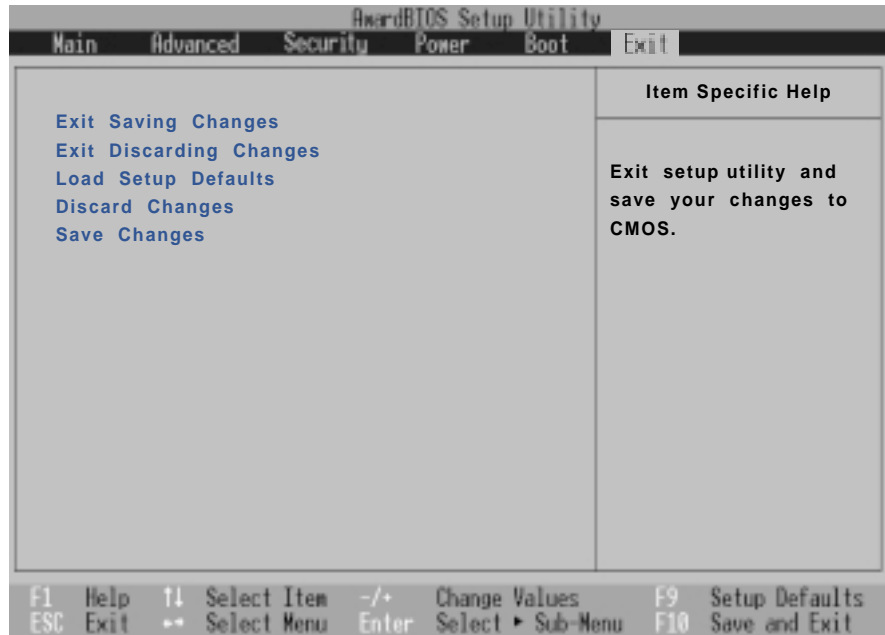 AwardBIOS Setup Utility
Main Advanced Security Power Boot Exit
Exit Saving Changes
Exit Discarding Changes
Load Setup Defaults
Discard Changes
Save Changes
Item Specific Help
Exit setup utility and
save your changes to
CMOS.
F1 Help ↑↓ Select Item -/+ Change Values F9 Setup Defaults
ESC Exit ←→ Select Menu Enter Select ▶ Sub-Menu F10 Save and Exit